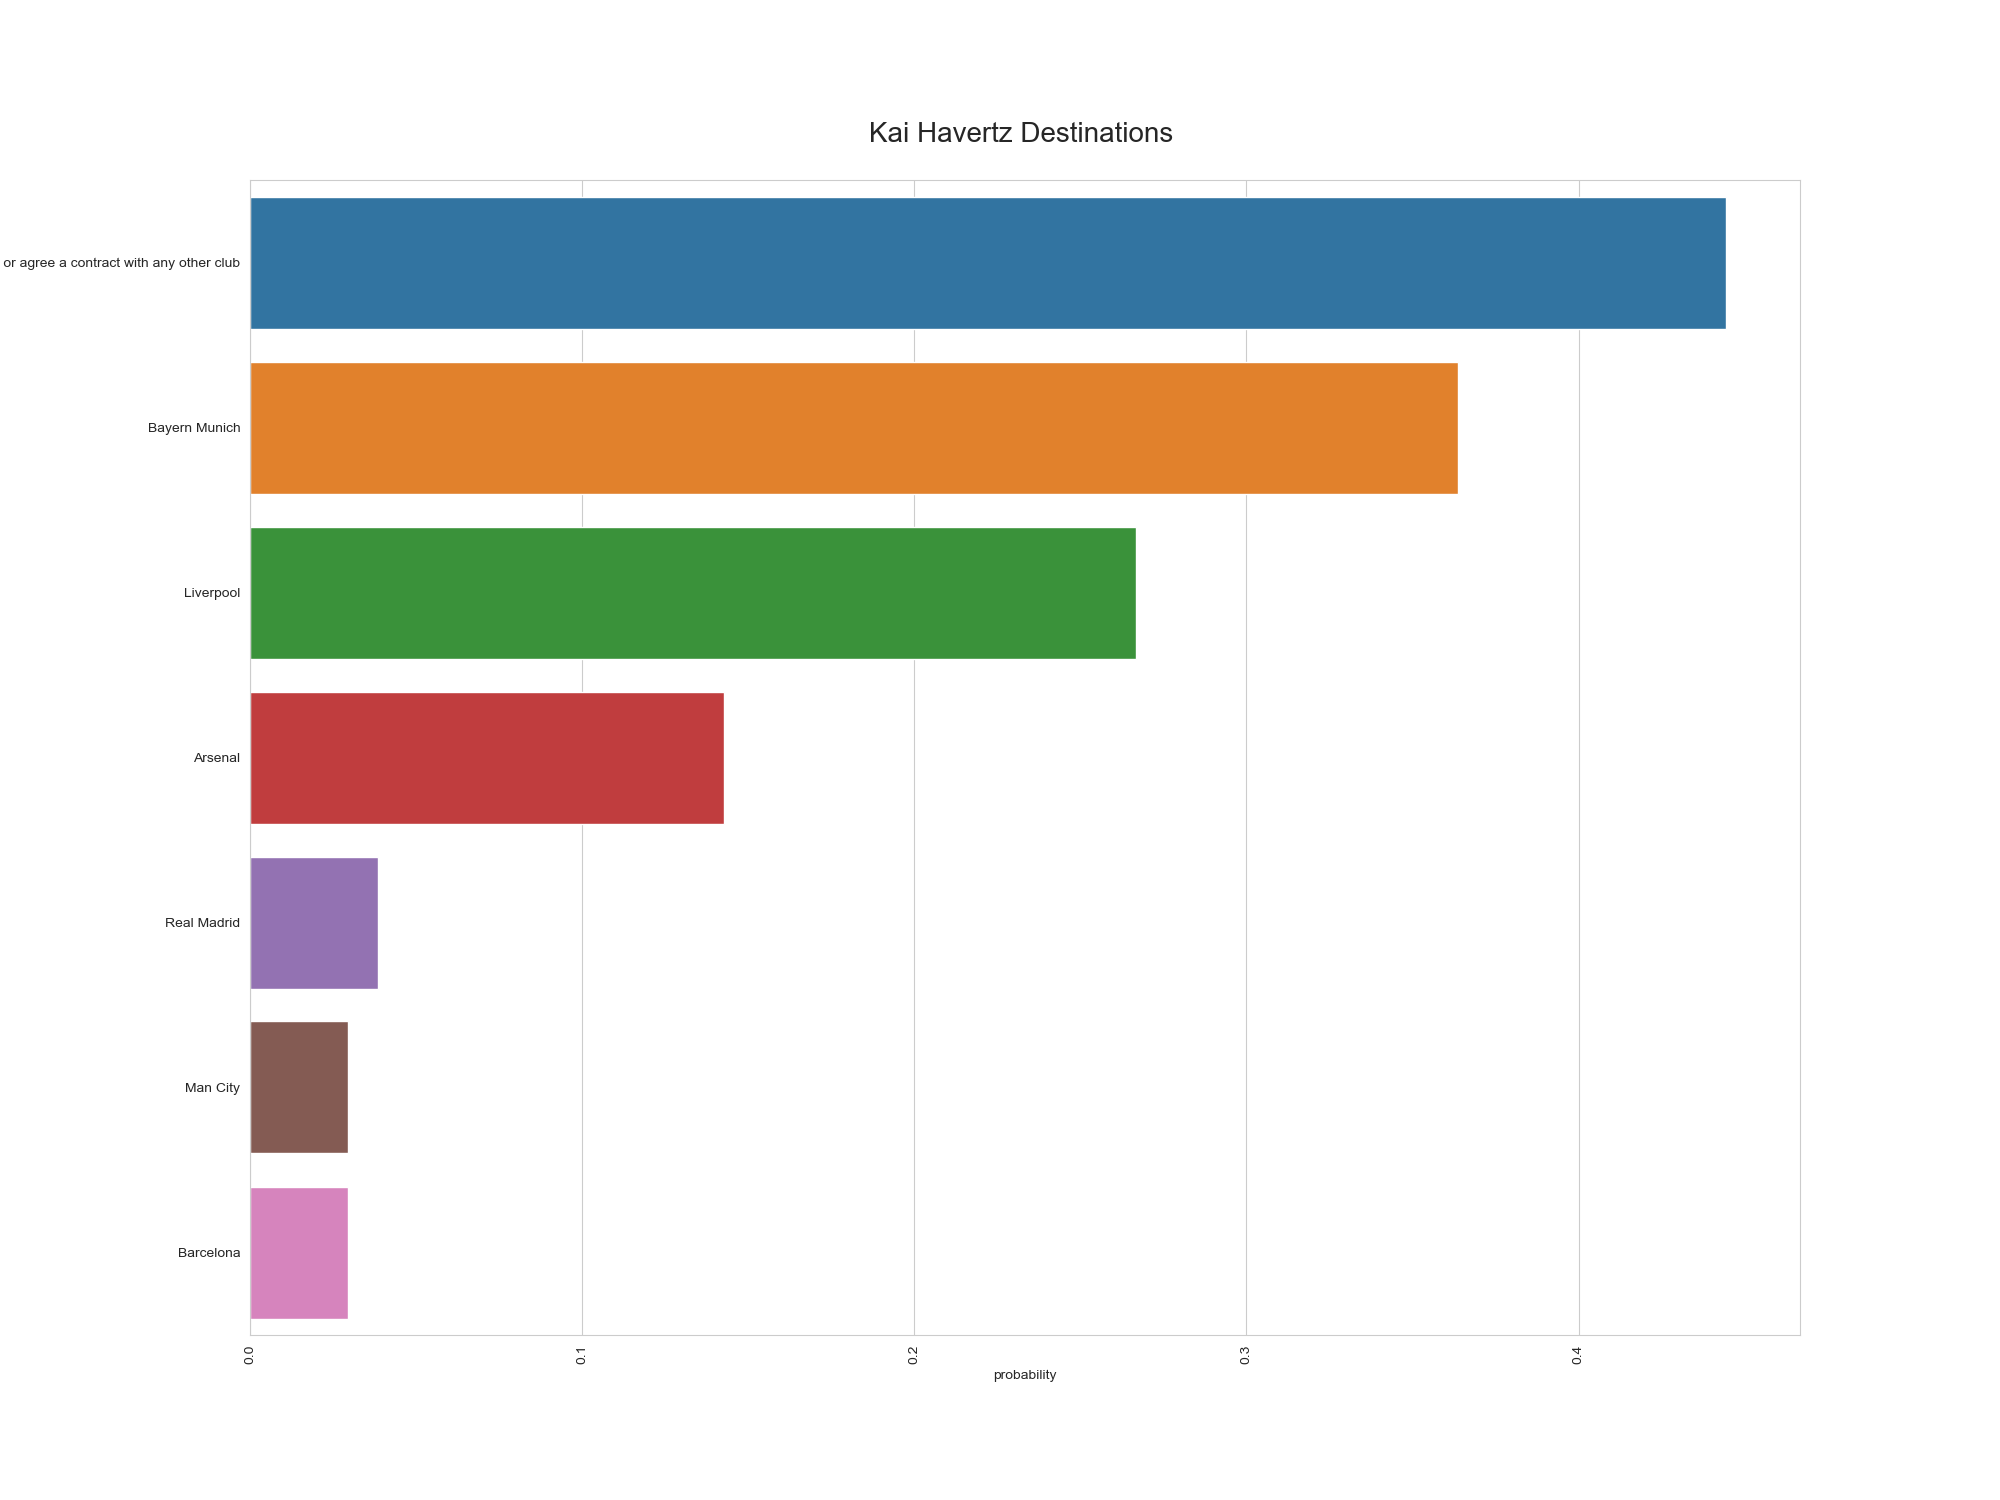 Kai Havertz Destinations
or agree a contract with any other club
Bayern Munich
Liverpool
Arsenal
Real Madrid
Man City
Barcelona
0.0
0.1
0.2
0.3
0.4
probability